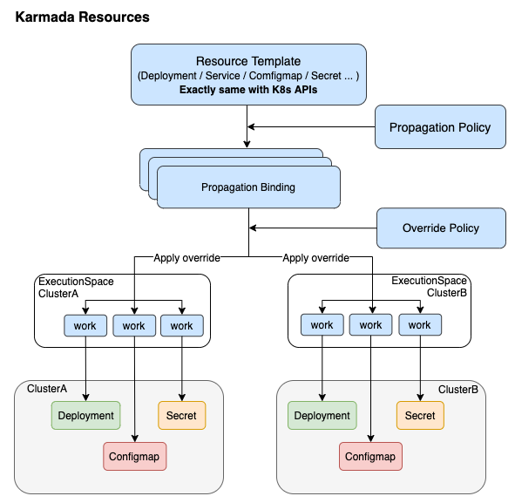 Karmada Resources
Resource Template
(Deployment / Service / Comfigmap / Secret ... )
Exactly same with K8s APIs
Propagation Policy
Propagation Binding
Override Policy
Apply override
Apply override
ExecutionSpace
ClusterA
work
work
work
ExecutionSpace
ClusterB
work
work
work
ClusterA
Deployment
Secret
Configmap
ClusterB
Deployment
Secret
Configmap